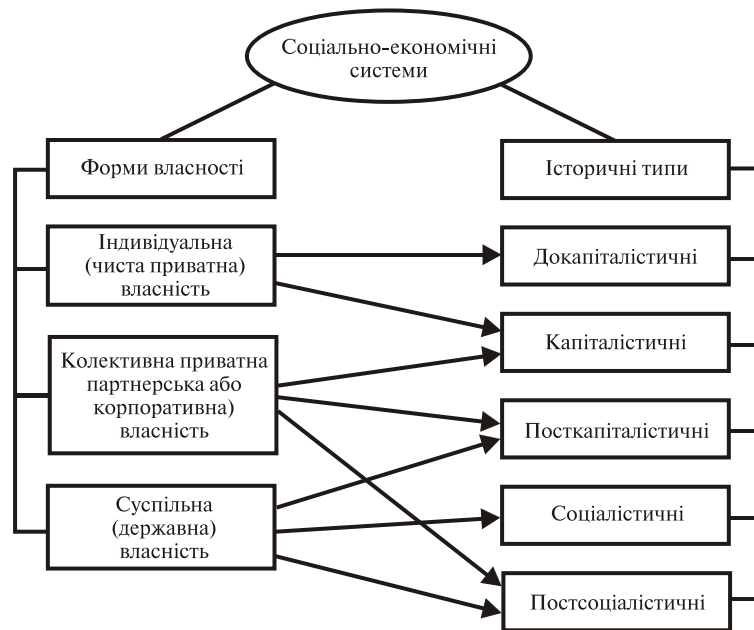 Соціально-економічні
системи
Форми власності
Історичні типи
Індивідуальна
(чиста приватна)
власність
Докапіталістичні
Капіталістичні
Колективна приватна
партнерська або
корпоративна)
власність
Посткапіталістичні
Суспільна
(державна)
власність
Соціалістичні
Постсоціалістичні